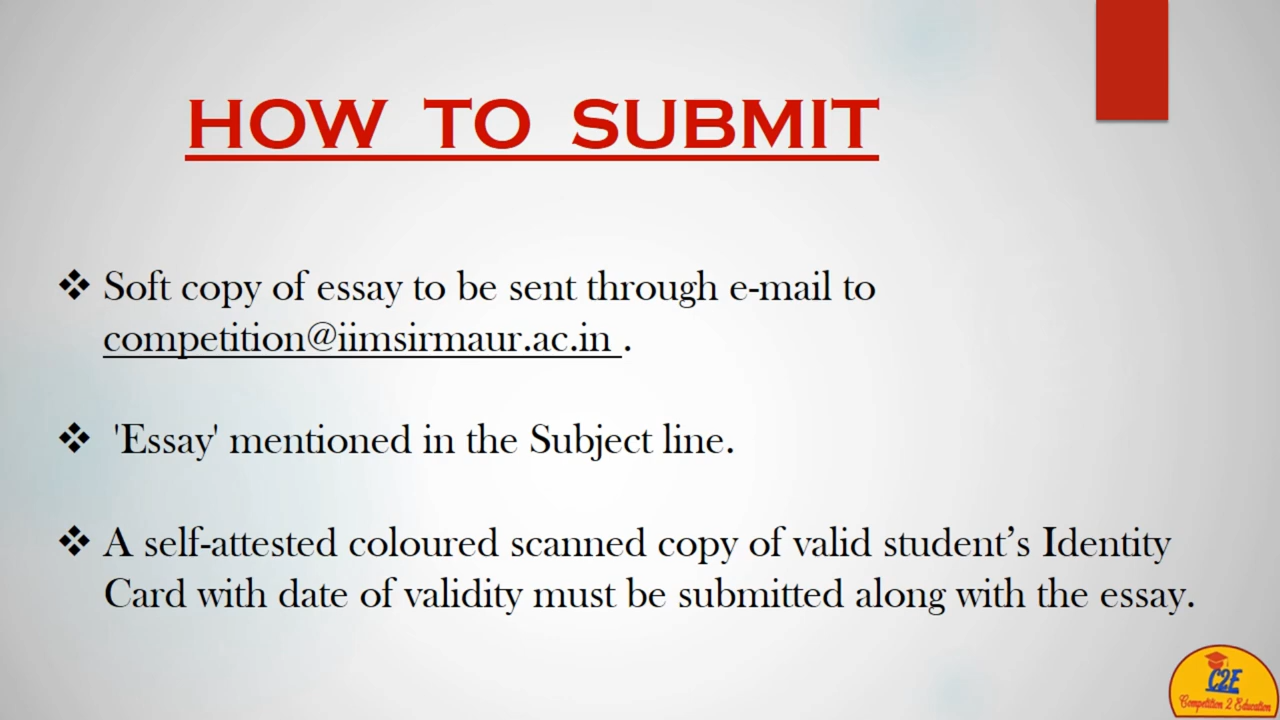 HOW TO SUBMIT
❖ Soft copy of essay to be sent through e-mail to
competition@iimsirmaur.ac.in .
❖ 'Essay' mentioned in the Subject line.
❖ A self-attested coloured scanned copy of valid student’s Identity
Card with date of validity must be submitted along with the essay.
C2E
Competition 2 Education